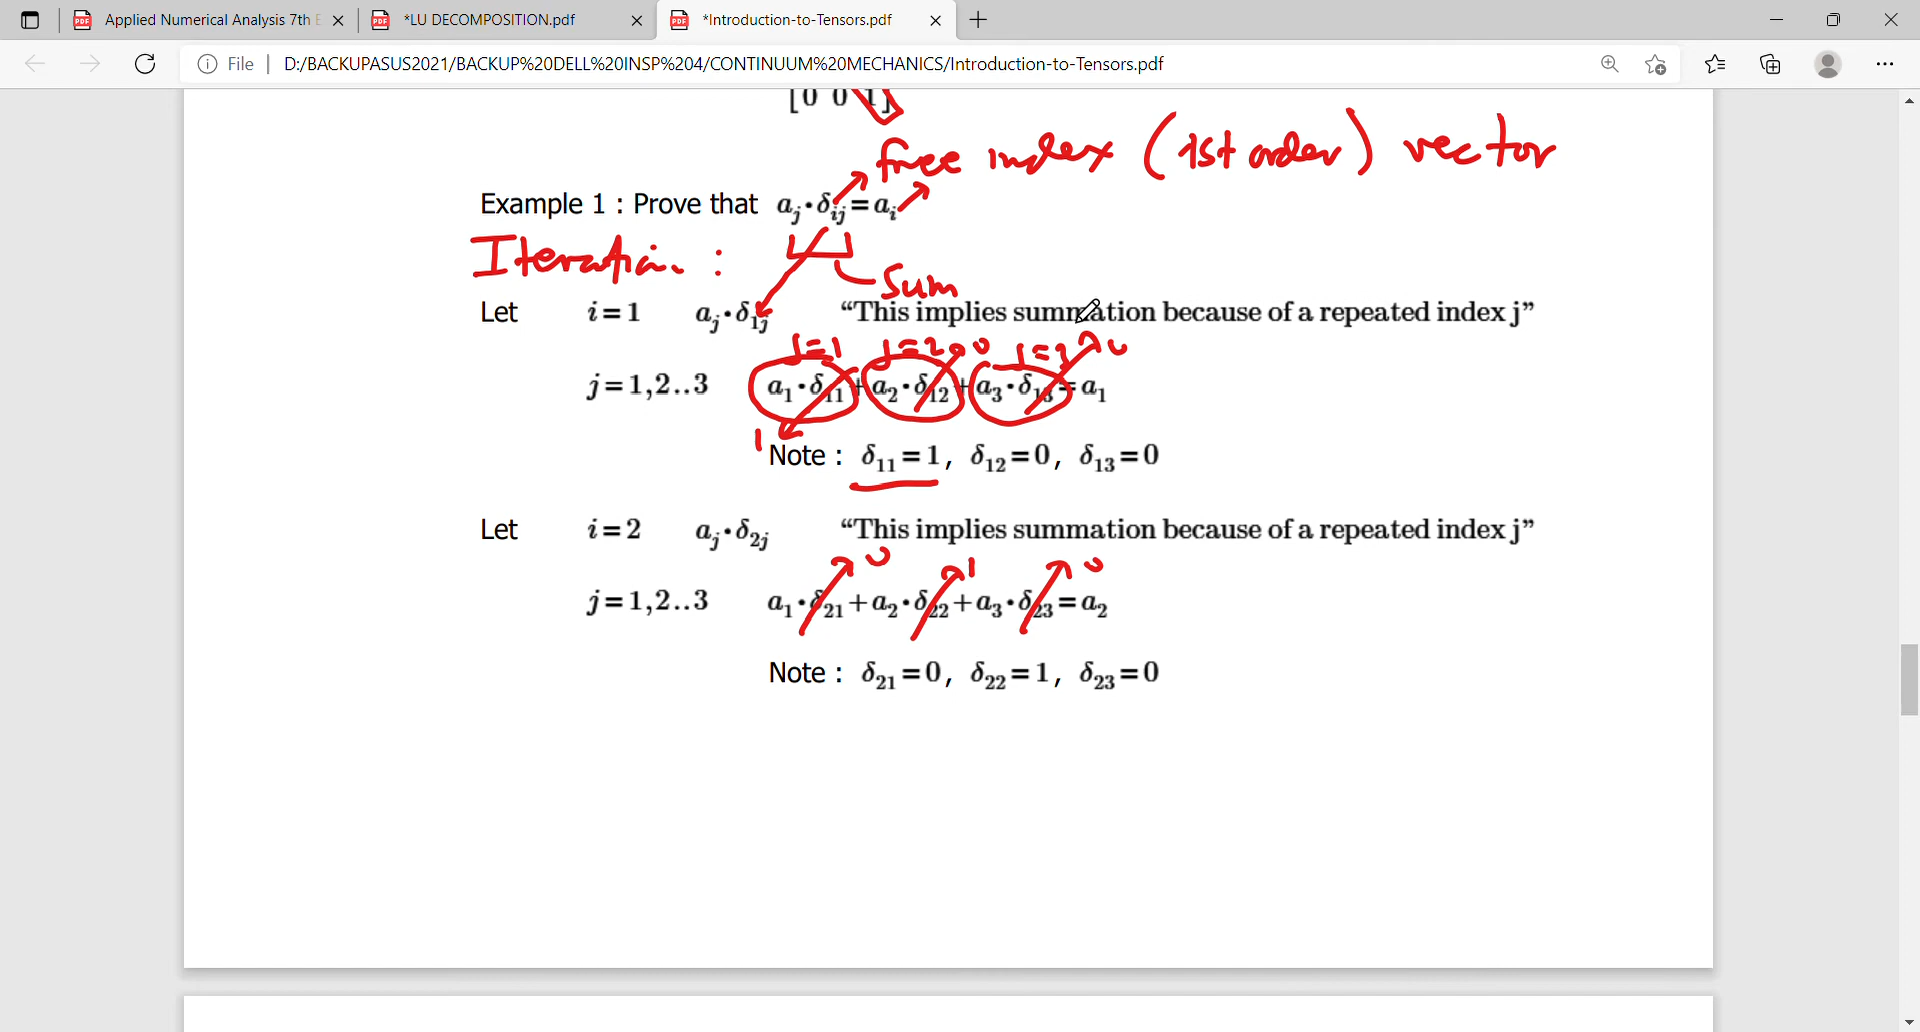 Applied Numerical Analysis 7th E
*LU DECOMPOSITION.pdf
*Introduction-to-Tensors.pdf
File | D:/BACKUPASUS2021/BACKUP%20DELL%20INSP%204/CONTINUUM%20MECHANICS/Introduction-to-Tensors.pdf
[0 0 1]
free index (1st order) vector
Example 1 : Prove that a_j·δ_ij=a_i
Iteration :
Sum
Let i=1 a_j·δ_1j “This implies summation because of a repeated index j”
j=1 j=2 0 j=3 0
j=1,2..3 a_1·δ_11+a_2·δ_12+a_3·δ_13=a_1
1
Note : δ_11=1, δ_12=0, δ_13=0
Let i=2 a_j·δ_2j “This implies summation because of a repeated index j”
0 1 0
j=1,2..3 a_1·δ_21+a_2·δ_22+a_3·δ_23=a_2
Note : δ_21=0, δ_22=1, δ_23=0